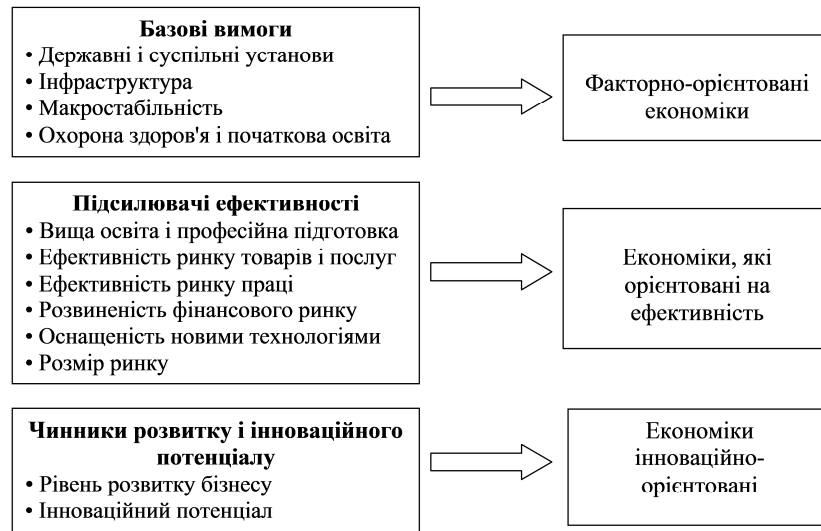 Базові вимоги
• Державні і суспільні установи
• Інфраструктура
• Макростабільність
• Охорона здоров'я і початкова освіта
Факторно-орієнтовані
економіки
Підсилювачі ефективності
• Вища освіта і професійна підготовка
• Ефективність ринку товарів і послуг
• Ефективність ринку праці
• Розвиненість фінансового ринку
• Оснащеність новими технологіями
• Розмір ринку
Економіки, які
орієнтовані на
ефективність
Чинники розвитку і інноваційного
потенціалу
• Рівень розвитку бізнесу
• Інноваційний потенціал
Економіки
інноваційно-
орієнтовані